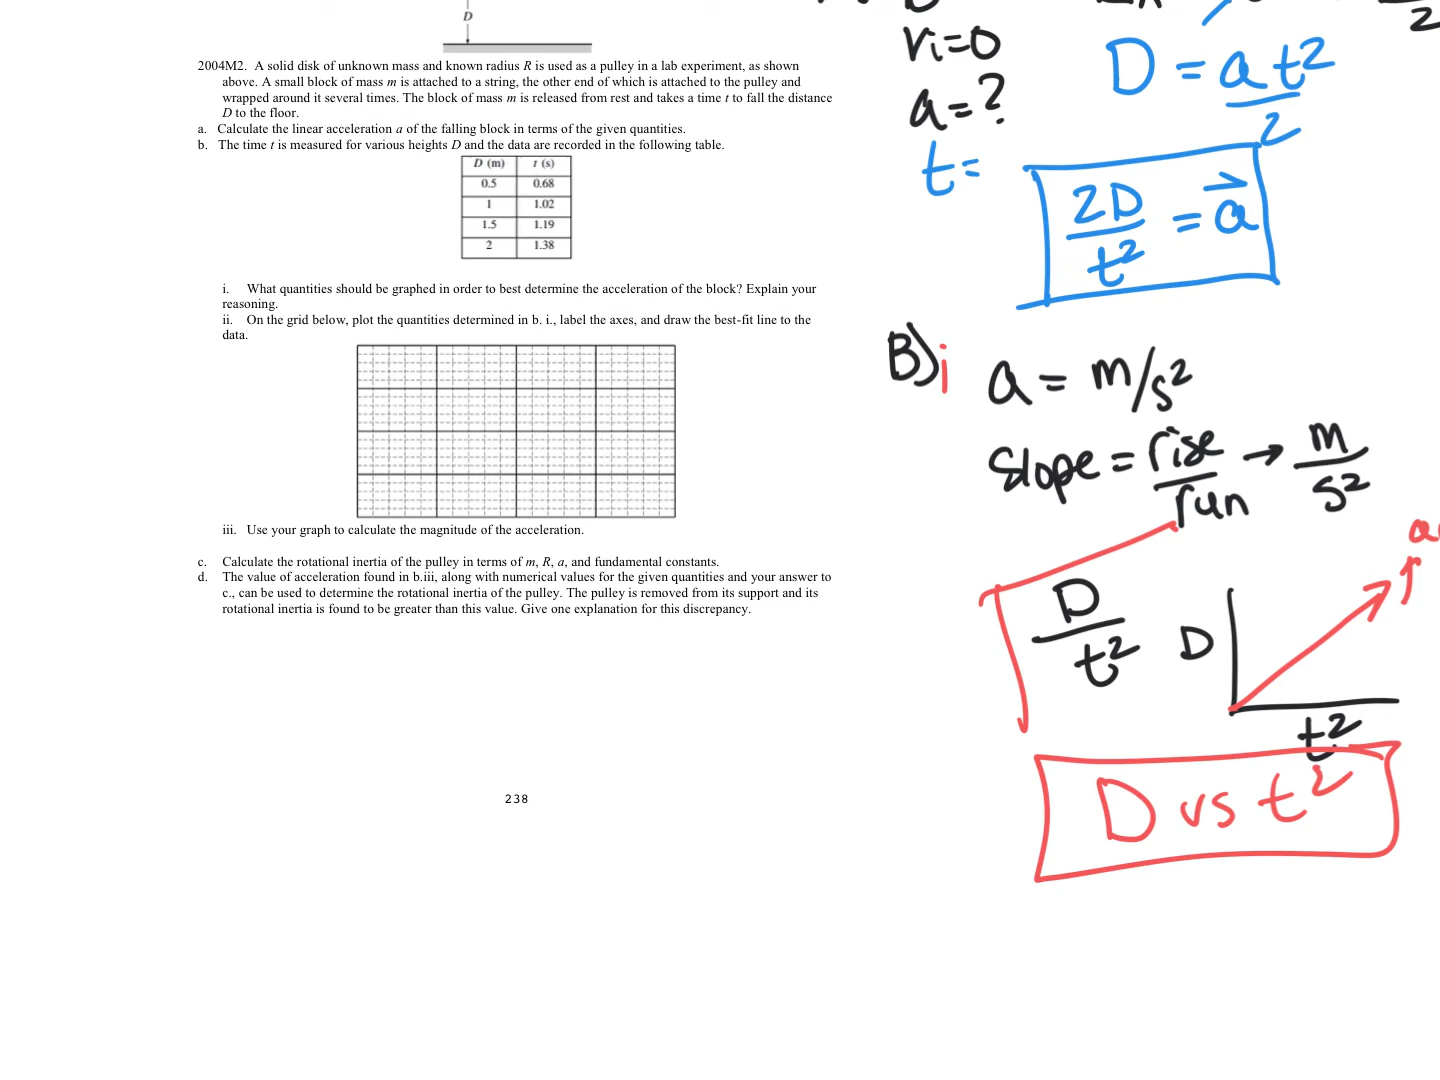 D
2004M2. A solid disk of unknown mass and known radius R is used as a pulley in a lab experiment, as shown
above. A small block of mass m is attached to a string, the other end of which is attached to the pulley and
wrapped around it several times. The block of mass m is released from rest and takes a time t to fall the distance
D to the floor.
a. Calculate the linear acceleration a of the falling block in terms of the given quantities.
b. The time t is measured for various heights D and the data are recorded in the following table.
D (m) t (s)
0.5 0.68
1 1.02
1.5 1.19
2 1.38
i. What quantities should be graphed in order to best determine the acceleration of the block? Explain your
reasoning.
ii. On the grid below, plot the quantities determined in b. i., label the axes, and draw the best-fit line to the
data.
iii. Use your graph to calculate the magnitude of the acceleration.
c. Calculate the rotational inertia of the pulley in terms of m, R, a, and fundamental constants.
d. The value of acceleration found in b.iii, along with numerical values for the given quantities and your answer to
c., can be used to determine the rotational inertia of the pulley. The pulley is removed from its support and its
rotational inertia is found to be greater than this value. Give one explanation for this discrepancy.
238
2
vi=0
a=?
t=
D = at²
2
2D
t²
= a
B)i
a = m/s²
Slope = rise → m
run s²
D
t²
D
t²
a
D vs t²